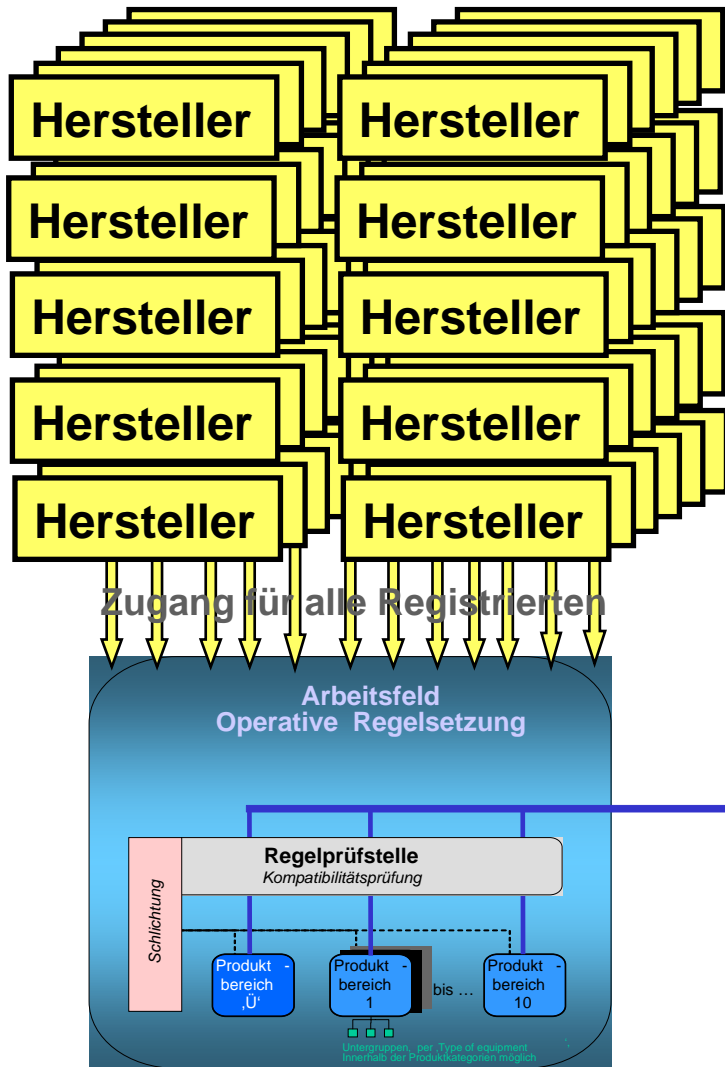 Hersteller Hersteller
Hersteller Hersteller
Hersteller Hersteller
Hersteller Hersteller
Hersteller Hersteller
Zugang für alle Registrierten
Arbeitsfeld
Operative Regelsetzung
Regelprüfstelle
Kompatibilitätsprüfung
Schlichtung
Produkt -
bereich
‚Ü‘
Produkt -
bereich
1
bis …
Produkt -
bereich
10
Untergruppen, per ‚Type of equipment ‘,
Innerhalb der Produktkategorien möglich